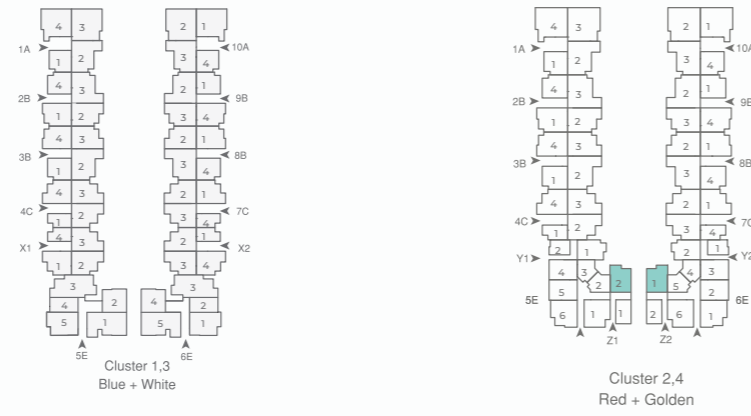 4 3 2 1 4 3 2 1
1A 10A 1A 10A
1 2 3 4 1 2 3 4
4 3 2 1 4 3 2 1
2B 9B 2B 9B
1 2 3 4 1 2 3 4
4 3 2 1 4 3 2 1
3B 8B 3B 8B
1 2 3 4 1 2 3 4
4 3 2 1 4 3 2 1
4C 7C 4C 7C
1 2 3 4 1 2 3 4
4 3 2 1 2 1 2 1
X1 X2 Y1 Y2
1 2 3 4 4 3 4 3
3 3 5 2 2 1 5 2
4 2 4 2 5E 6E
5 1 5 1 6 1 1 2 6 1
5E 6E Z1 Z2
Cluster 1,3
Blue + White
Cluster 2,4
Red + Golden